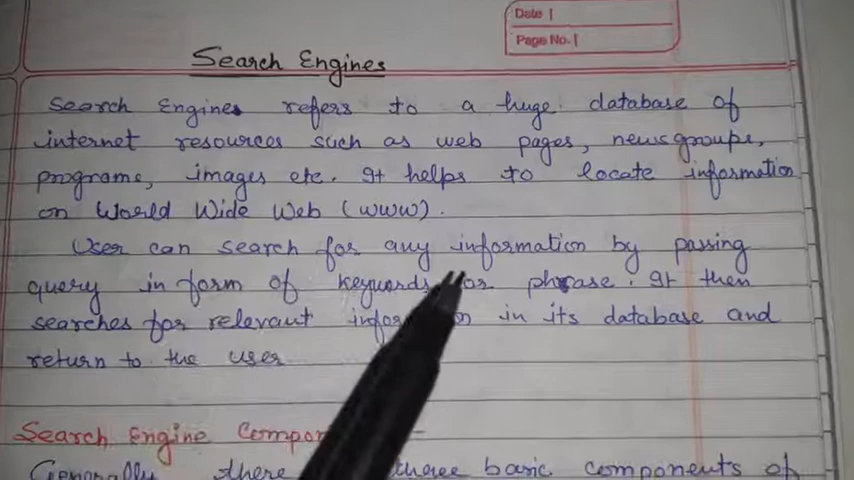 Date
Page No.
Search Engines
Search Engines refers to a huge database of
internet resources such as web pages, newsgroups,
programs, images etc. It helps to locate information
on World Wide Web (WWW).
User can search for any information by passing
query in form of keywords or phrase. It then
searches for relevant in its database and
return to the user
Search Engine
Generally there three basic components of